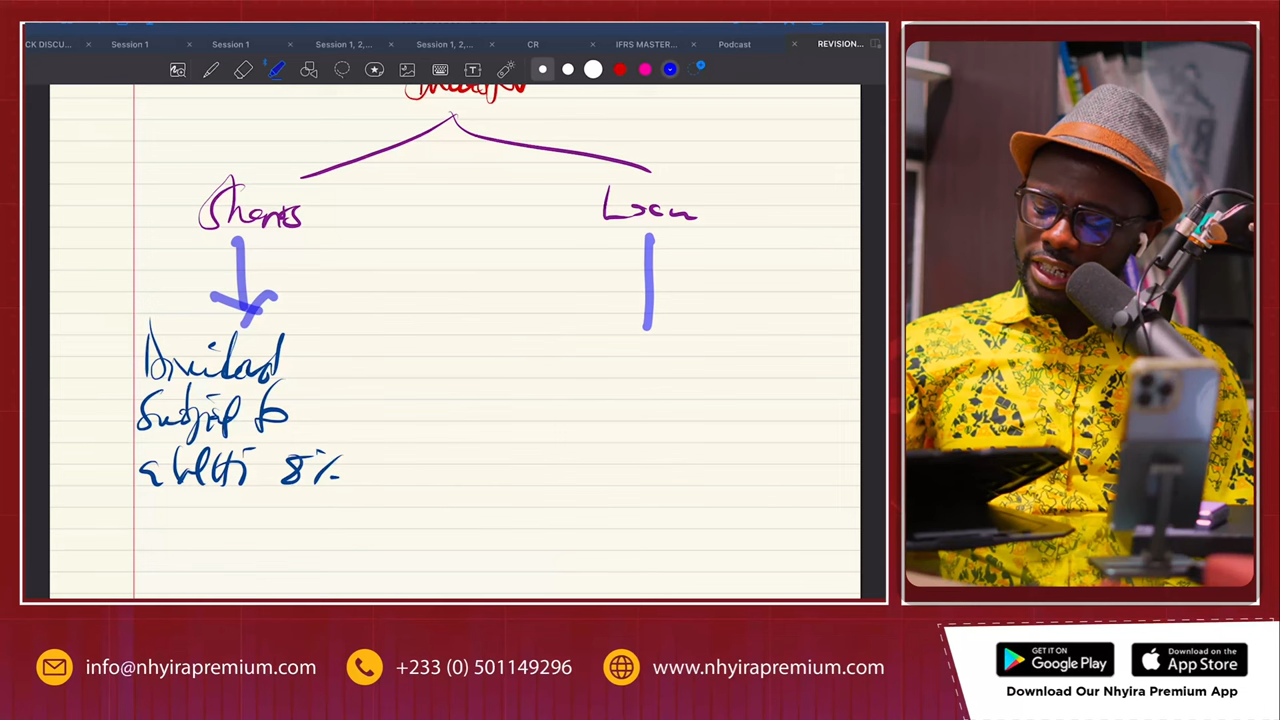 CK DISCU... Session 1 Session 1 Session 1, 2,... Session 1, 2,... CR IFRS MASTER... Podcast REVISION...
Shares
Loan
Dividend
Subject to
a WHT 8%
info@nhyirapremium.com
+233 (0) 501149296
www.nhyirapremium.com
GET IT ON
Google Play
Download on the
App Store
Download Our Nhyira Premium App